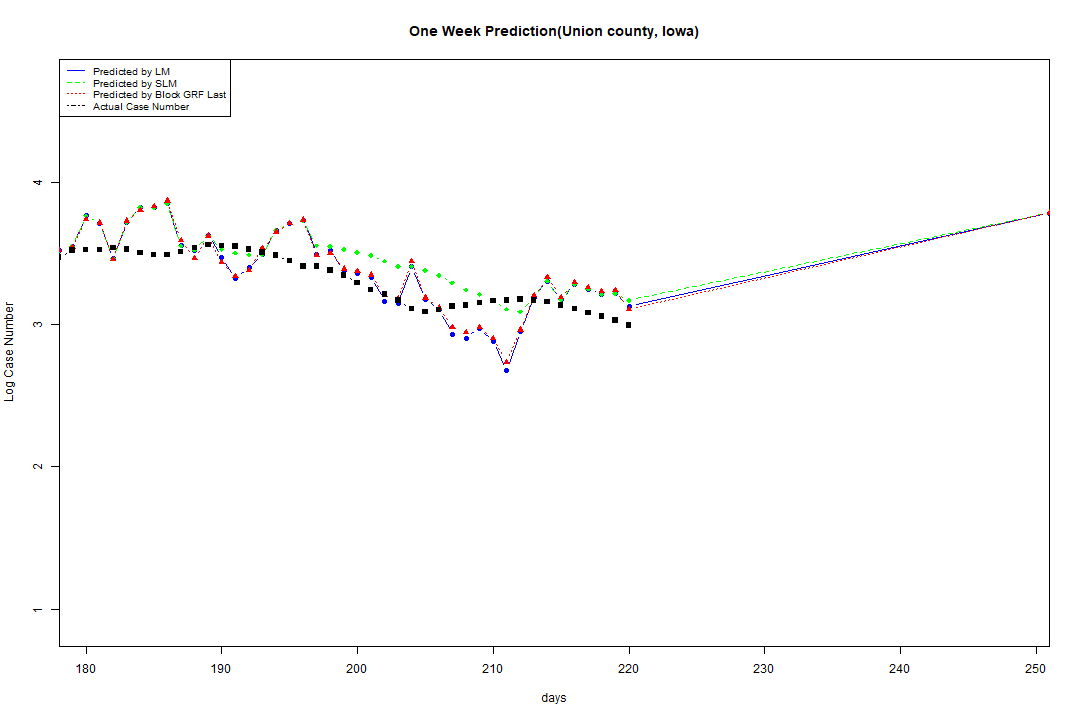 One Week Prediction(Union county, Iowa)
Predicted by LM
Predicted by SLM
Predicted by Block GRF Last
Actual Case Number
Log Case Number
4
3
2
1
180 190 200 210 220 230 240 250
days